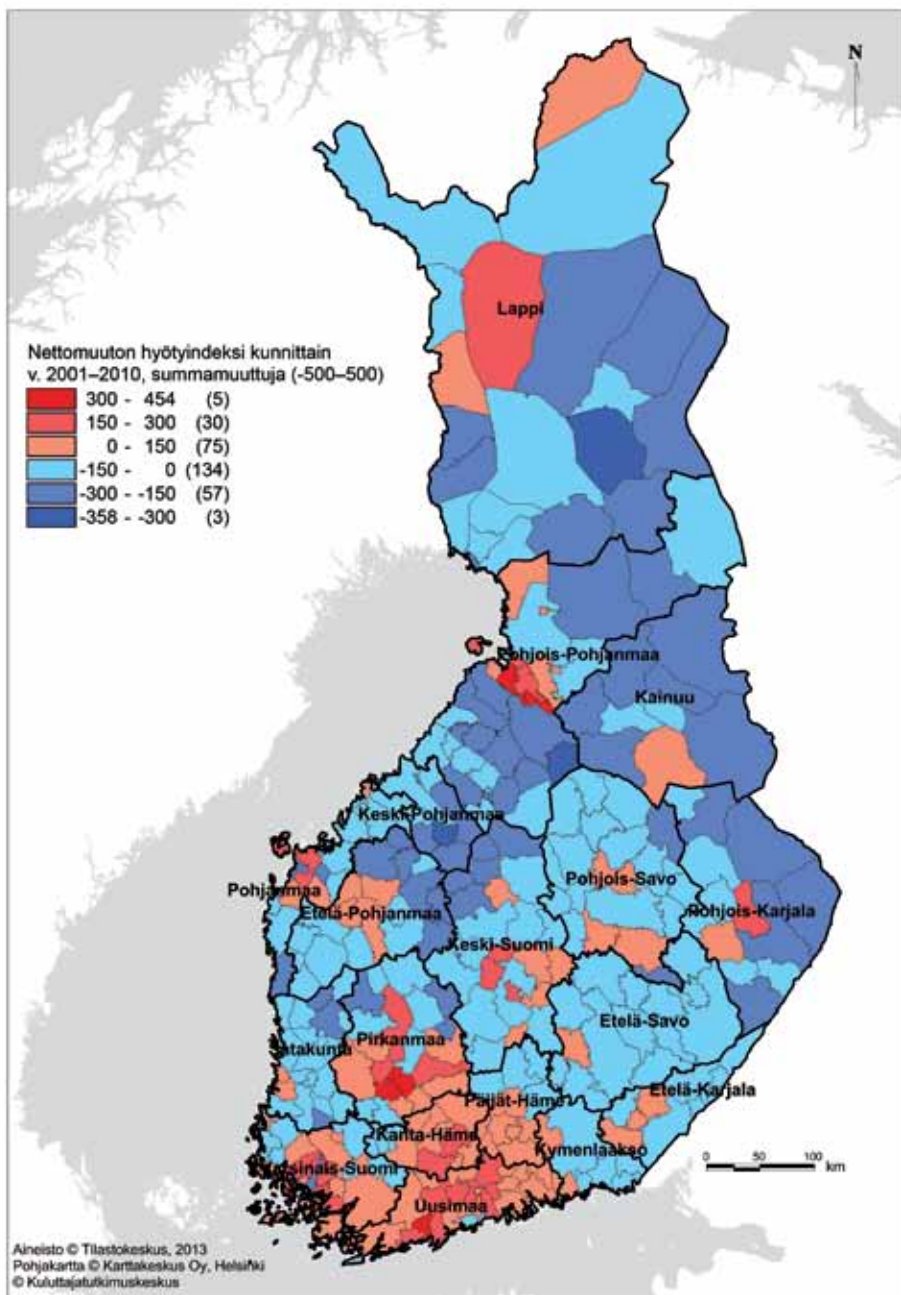 N
Lappi
Nettomuuton hyötyindeksi kunnittain
v. 2001–2010, summamuuttuja (-500–500)
300 - 454 (5)
150 - 300 (30)
0 - 150 (75)
-150 - 0 (134)
-300 - -150 (57)
-358 - -300 (3)
Pohjois-Pohjanmaa
Kainuu
Keski-Pohjanmaa
Pohjanmaa
Etelä-Pohjanmaa
Pohjois-Savo
Pohjois-Karjala
Keski-Suomi
Etelä-Savo
Pirkanmaa
Satakunta
Etelä-Karjala
Päijät-Häme
Kanta-Häme
Kymenlaakso
Varsinais-Suomi
Uusimaa
0 50 100
km
Aineisto © Tilastokeskus, 2013
Pohjakartta © Karttakeskus Oy, Helsinki
© Kuluttajatutkimuskeskus